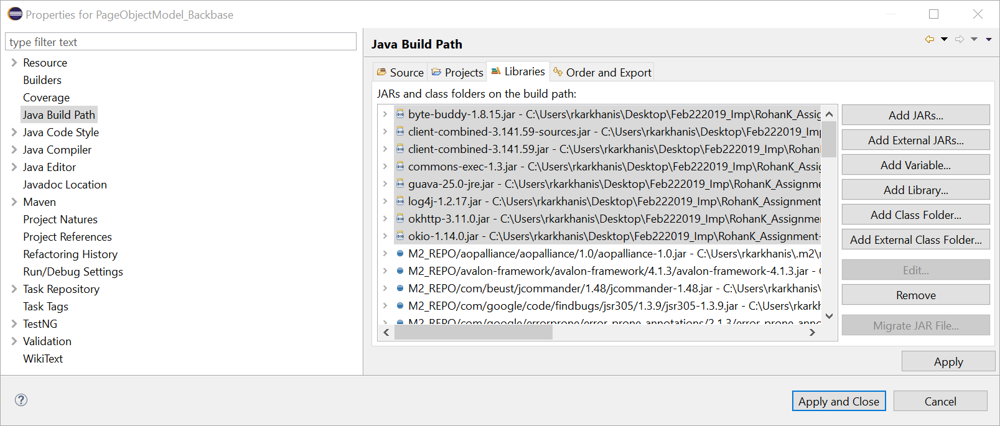 Properties for PageObjectModel_Backbase
type filter text
Resource
Builders
Coverage
Java Build Path
Java Code Style
Java Compiler
Java Editor
Javadoc Location
Maven
Project Natures
Project References
Refactoring History
Run/Debug Settings
Task Repository
Task Tags
TestNG
Validation
WikiText
Java Build Path
Source Projects Libraries Order and Export
JARs and class folders on the build path:
byte-buddy-1.8.15.jar - C:\Users\rkarkhanis\Desktop\Feb222019_Imp\RohanK_Assig
client-combined-3.141.59-sources.jar - C:\Users\rkarkhanis\Desktop\Feb222019_Imp
client-combined-3.141.59.jar - C:\Users\rkarkhanis\Desktop\Feb222019_Imp\Rohan
commons-exec-1.3.jar - C:\Users\rkarkhanis\Desktop\Feb222019_Imp\RohanK_Assig
guava-25.0-jre.jar - C:\Users\rkarkhanis\Desktop\Feb222019_Imp\RohanK_Assignme
log4j-1.2.17.jar - C:\Users\rkarkhanis\Desktop\Feb222019_Imp\RohanK_Assignment
okhttp-3.11.0.jar - C:\Users\rkarkhanis\Desktop\Feb222019_Imp\RohanK_Assignme
okio-1.14.0.jar - C:\Users\rkarkhanis\Desktop\Feb222019_Imp\RohanK_Assignment-
M2_REPO/aopalliance/aopalliance/1.0/aopalliance-1.0.jar - C:\Users\rkarkhanis\.m2\
M2_REPO/avalon-framework/avalon-framework/4.1.3/avalon-framework-4.1.3.jar - C
M2_REPO/com/beust/jcommander/1.48/jcommander-1.48.jar - C:\Users\rkarkhanis\
M2_REPO/com/google/code/findbugs/jsr305/1.3.9/jsr305-1.3.9.jar - C:\Users\rkark
M2_REPO/com/google/errorprone/error_prone_annotations/2.1.3/error_prone_anno
Add JARs...
Add External JARs...
Add Variable...
Add Library...
Add Class Folder...
Add External Class Folder...
Edit...
Remove
Migrate JAR File...
Apply
Apply and Close
Cancel